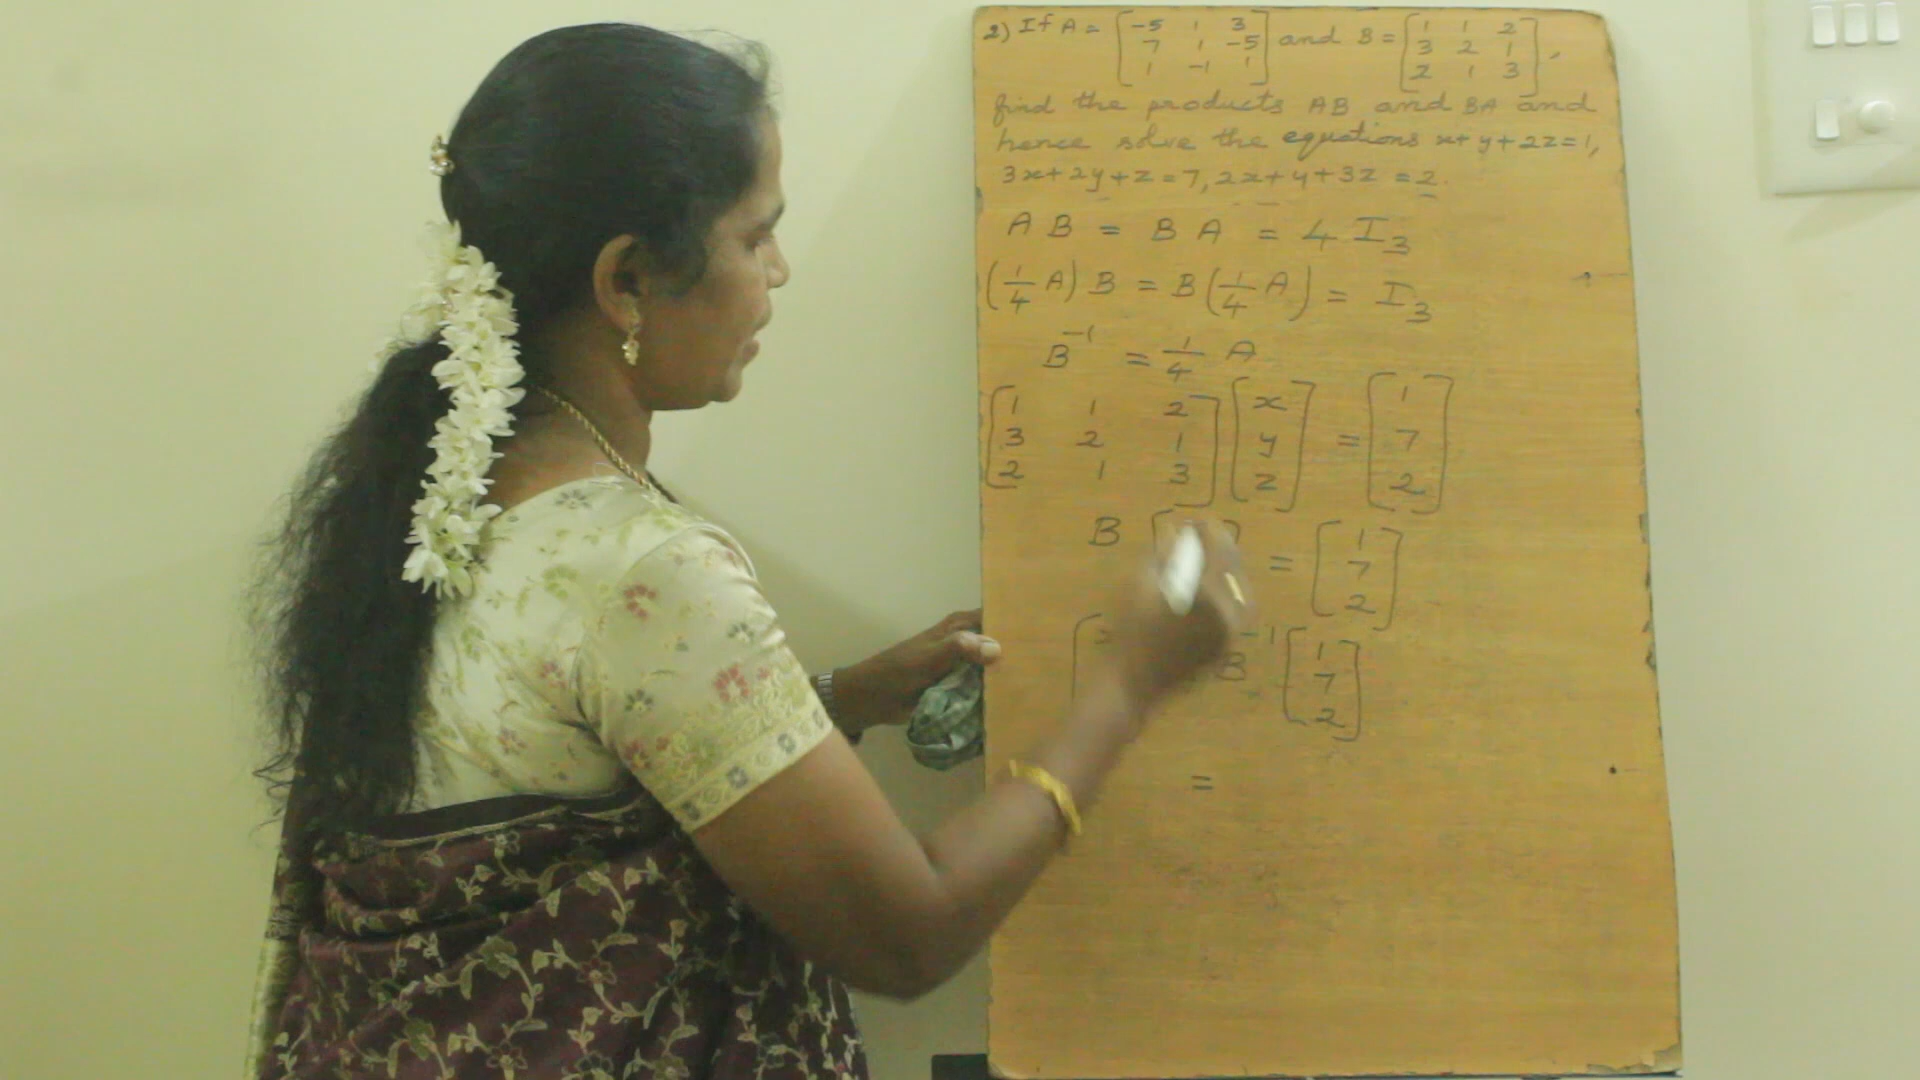 2) If A = [-5 1 3
7 1 -5
1 -1 1] and B = [1 1 2
3 2 1
2 1 3],
find the products AB and BA and
hence solve the equations x+y+2z=1,
3x+2y+z=7, 2x+y+3z=2.
AB = BA = 4 I₃
(1/4 A) B = B (1/4 A) = I₃
B⁻¹ = 1/4 A
[1 1 2
3 2 1
2 1 3] [x
y
z] = [1
7
2]
B [ ] = [1
7
2]
[ B⁻¹ [1
7
2]
=